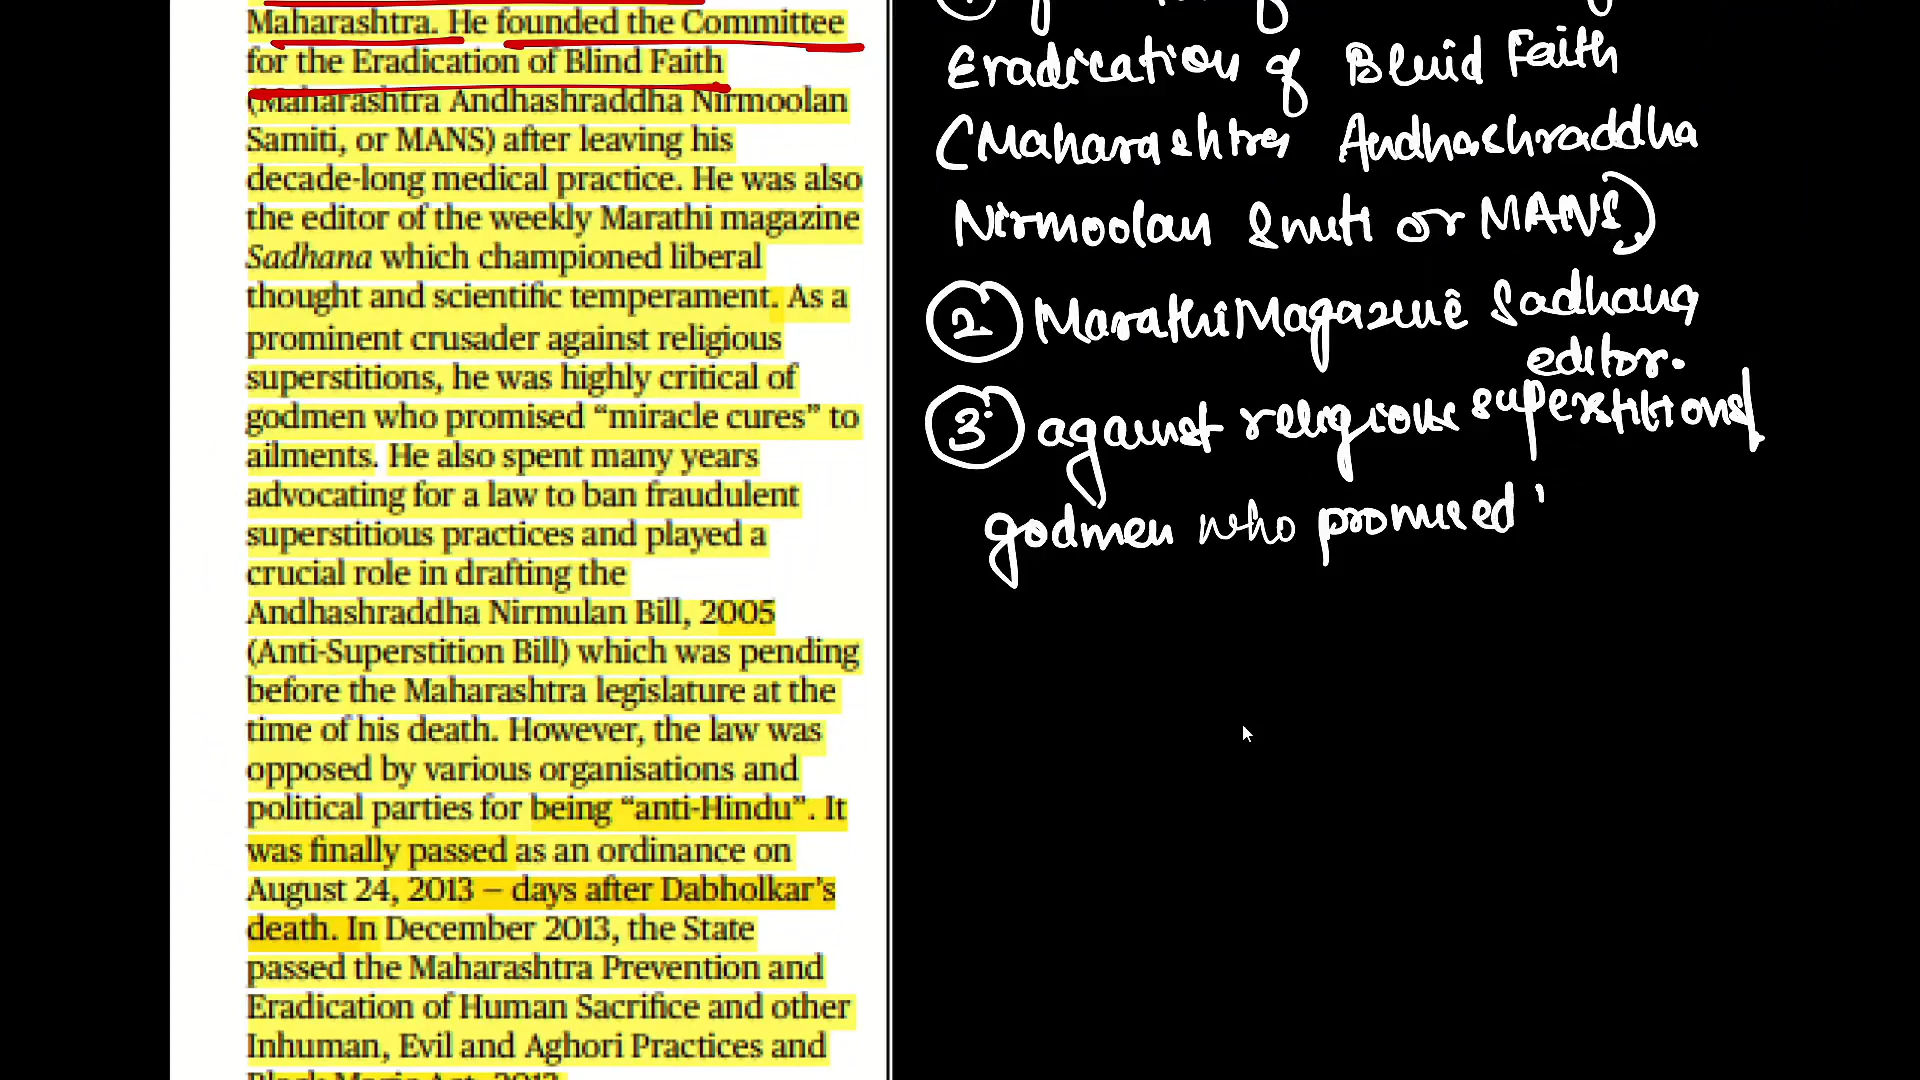 Maharashtra. He founded the Committee
for the Eradication of Blind Faith
(Maharashtra Andhashraddha Nirmoolan
Samiti, or MANS) after leaving his
decade-long medical practice. He was also
the editor of the weekly Marathi magazine
Sadhana which championed liberal
thought and scientific temperament. As a
prominent crusader against religious
superstitions, he was highly critical of
godmen who promised “miracle cures” to
ailments. He also spent many years
advocating for a law to ban fraudulent
superstitious practices and played a
crucial role in drafting the
Andhashraddha Nirmulan Bill, 2005
(Anti-Superstition Bill) which was pending
before the Maharashtra legislature at the
time of his death. However, the law was
opposed by various organisations and
political parties for being “anti-Hindu”. It
was finally passed as an ordinance on
August 24, 2013 – days after Dabholkar’s
death. In December 2013, the State
passed the Maharashtra Prevention and
Eradication of Human Sacrifice and other
Inhuman, Evil and Aghori Practices and
Eradication of Blind Faith
(Maharashtra Andhashraddha
Nirmoolan Smiti or MANS)
2 Marathi Magazine Sadhana
editor.
3 against religious superstitions
godmen who promised '